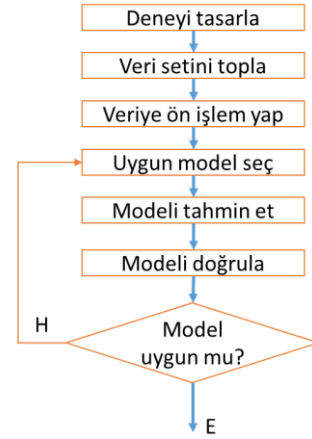 Deneyi tasarla
Veri setini topla
Veriye ön işlem yap
Uygun model seç
Modeli tahmin et
Modeli doğrula
H
Model
uygun mu?
E